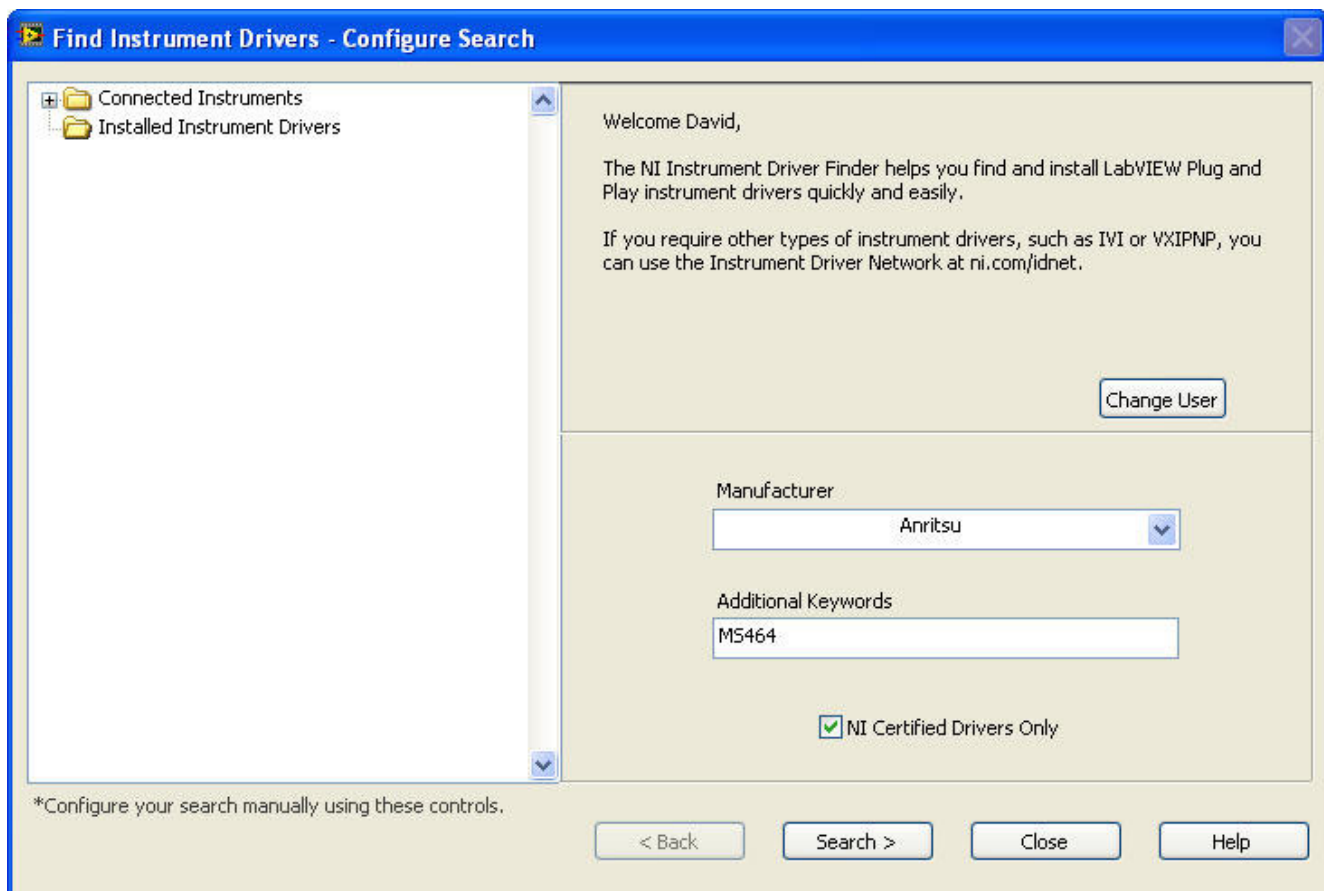 Find Instrument Drivers - Configure Search
Connected Instruments
Installed Instrument Drivers
Welcome David,
The NI Instrument Driver Finder helps you find and install LabVIEW Plug and
Play instrument drivers quickly and easily.
If you require other types of instrument drivers, such as IVI or VXIPNP, you
can use the Instrument Driver Network at ni.com/idnet.
Change User
Manufacturer
Anritsu
Additional Keywords
MS464
NI Certified Drivers Only
*Configure your search manually using these controls.
< Back
Search >
Close
Help